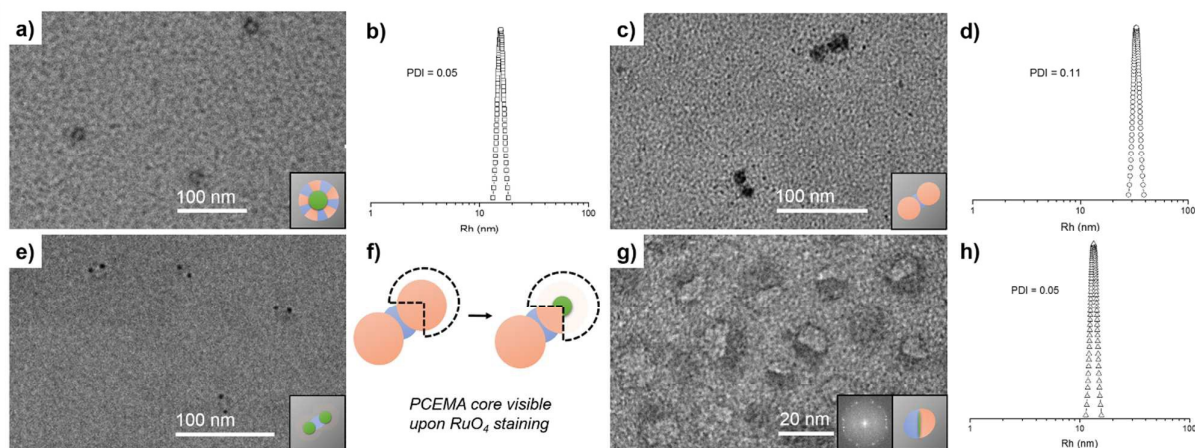 a)
100 nm
b)
PDI = 0.05
1
10
100
Rh (nm)
c)
100 nm
d)
PDI = 0.11
1
10
100
Rh (nm)
e)
100 nm
f)
PCEMA core visible
upon RuO4 staining
g)
20 nm
h)
PDI = 0.05
1
10
100
Rh (nm)